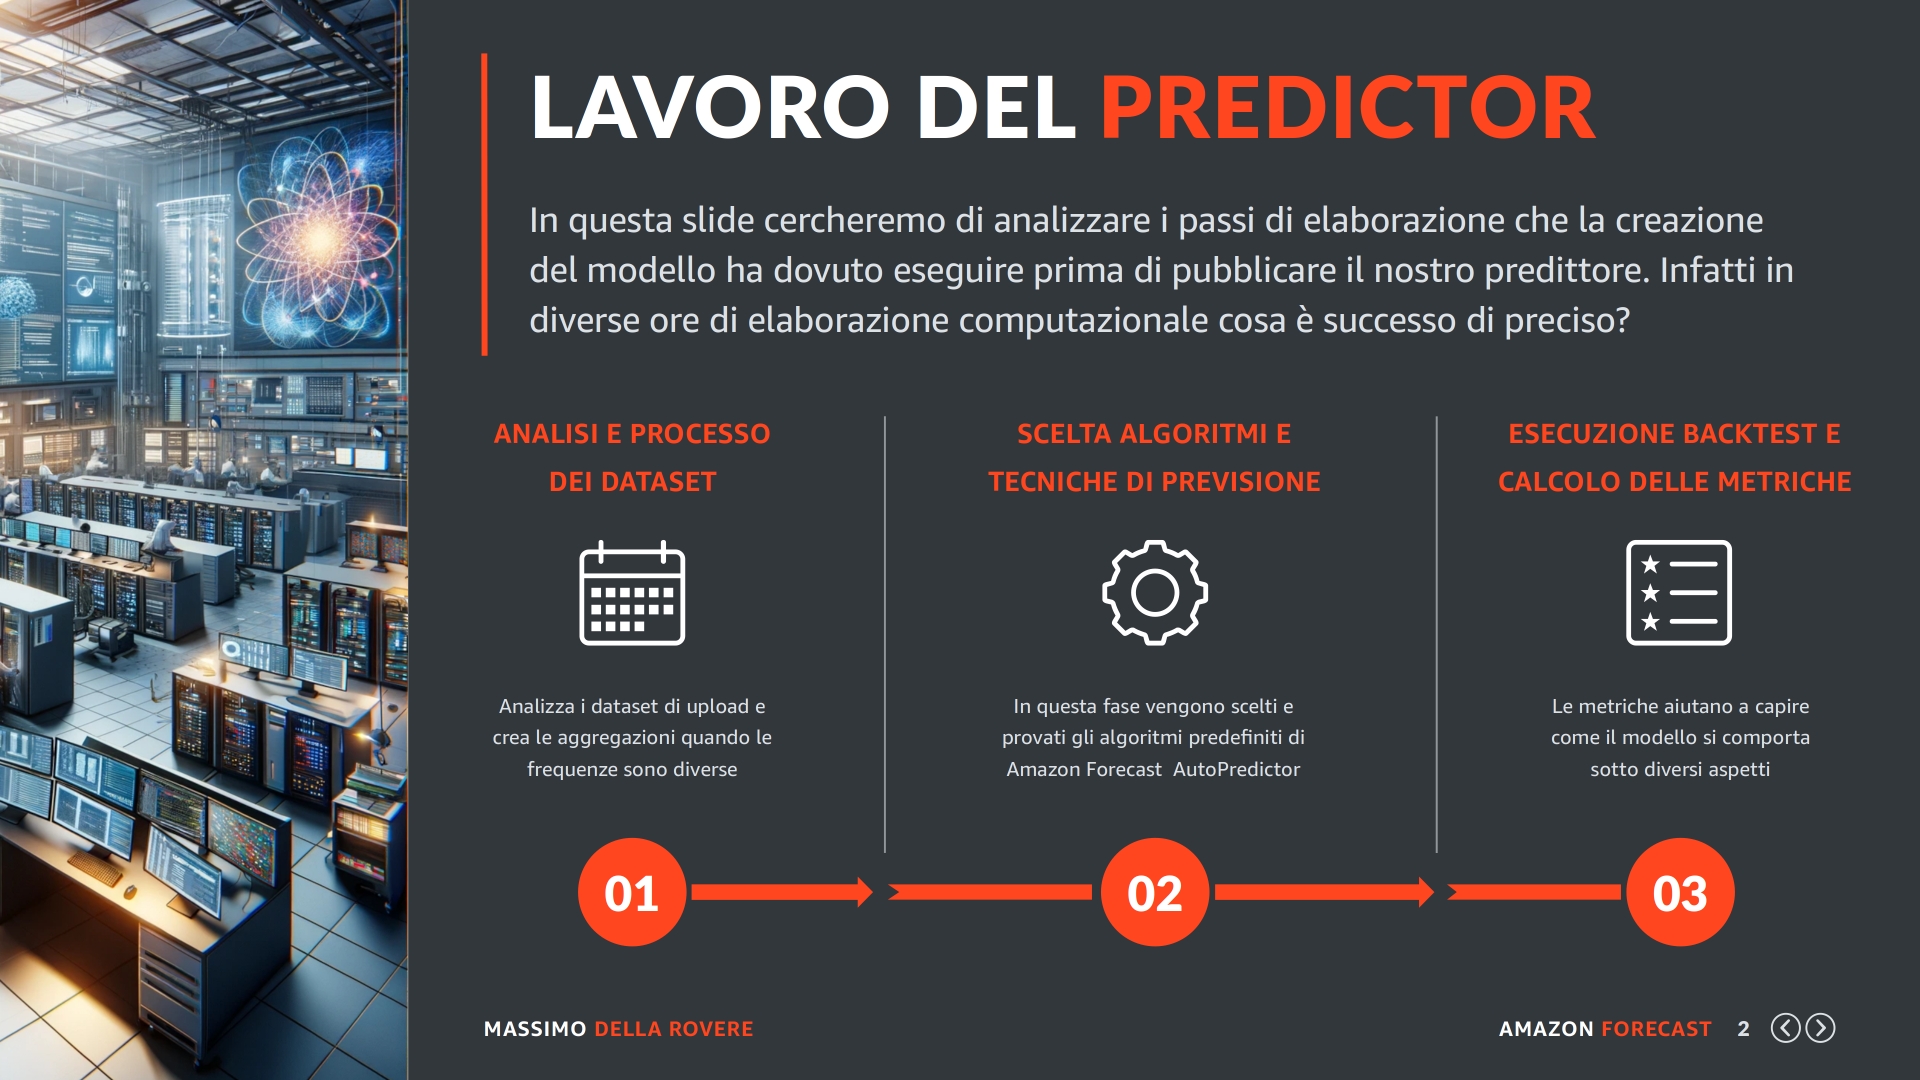 LAVORO DEL PREDICTOR
In questa slide cercheremo di analizzare i passi di elaborazione che la creazione
del modello ha dovuto eseguire prima di pubblicare il nostro predittore. Infatti in
diverse ore di elaborazione computazionale cosa è successo di preciso?
ANALISI E PROCESSO
DEI DATASET
Analizza i dataset di upload e
crea le aggregazioni quando le
frequenze sono diverse
01
SCELTA ALGORITMI E
TECNICHE DI PREVISIONE
In questa fase vengono scelti e
provati gli algoritmi predefiniti di
Amazon Forecast  AutoPredictor
02
ESECUZIONE BACKTEST E
CALCOLO DELLE METRICHE
Le metriche aiutano a capire
come il modello si comporta
sotto diversi aspetti
03
MASSIMO DELLA ROVERE
AMAZON FORECAST 2